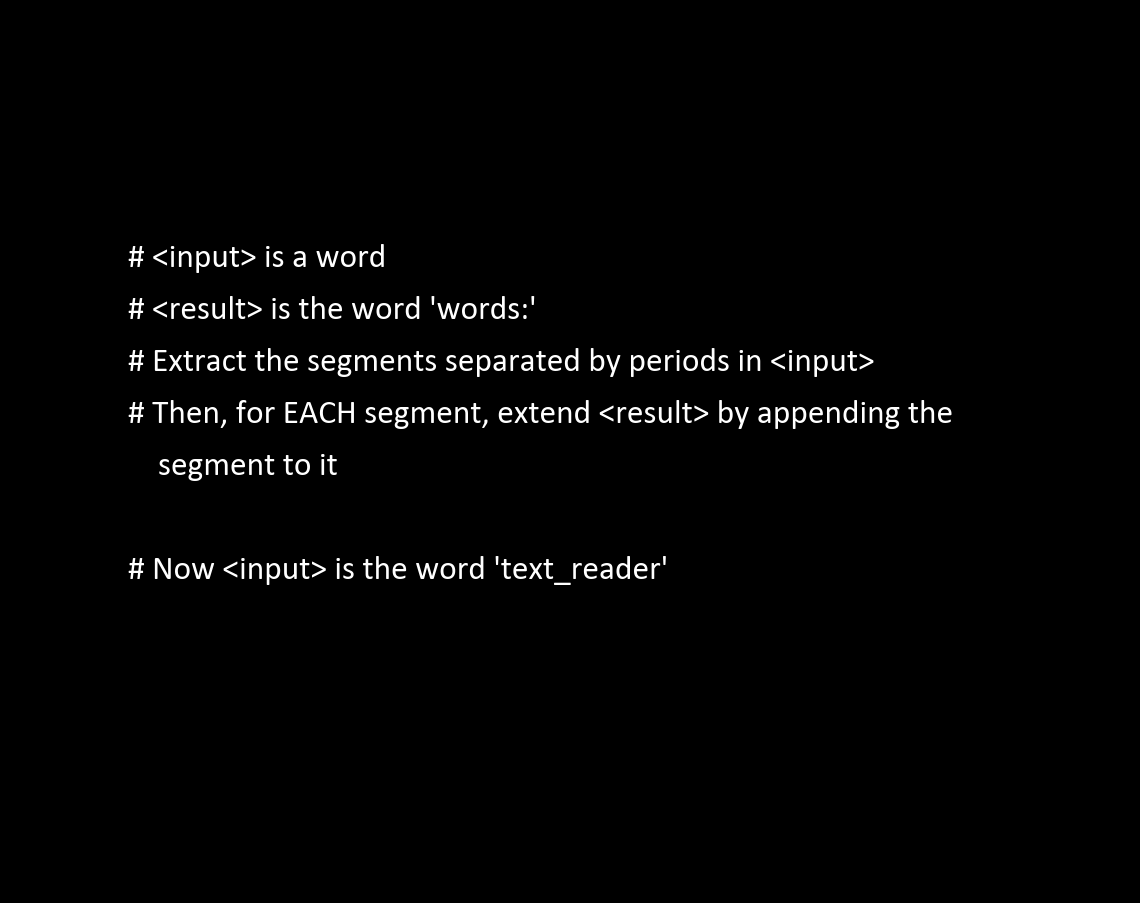 # <input> is a word
# <result> is the word 'words:'
# Extract the segments separated by periods in <input>
# Then, for EACH segment, extend <result> by appending the
segment to it
# Now <input> is the word 'text_reader'